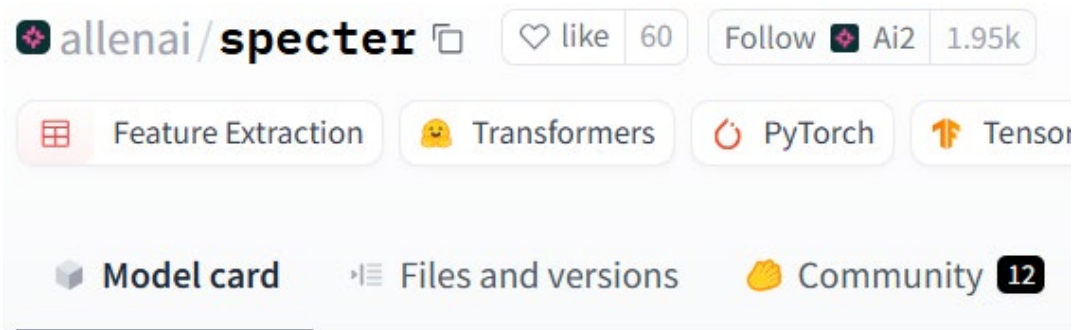 allenai/specter like 60 Follow Ai2 1.95k
Feature Extraction Transformers PyTorch Tensor
Model card Files and versions Community 12